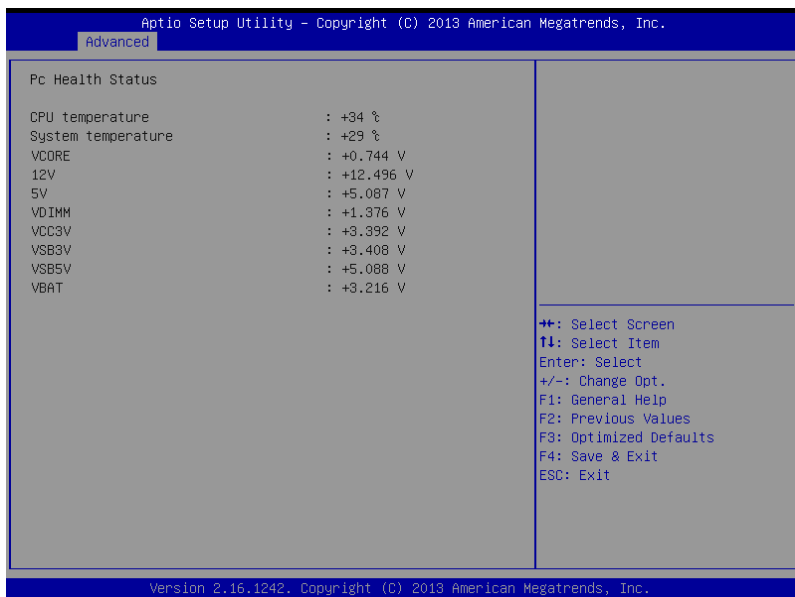 Aptio Setup Utility – Copyright (C) 2013 American Megatrends, Inc.
Advanced
Pc Health Status
CPU temperature : +34 ℃
System temperature : +29 ℃
VCORE : +0.744 V
12V : +12.496 V
5V : +5.087 V
VDIMM : +1.376 V
VCC3V : +3.392 V
VSB3V : +3.408 V
VSB5V : +5.088 V
VBAT : +3.216 V
→←: Select Screen
↑↓: Select Item
Enter: Select
+/-: Change Opt.
F1: General Help
F2: Previous Values
F3: Optimized Defaults
F4: Save & Exit
ESC: Exit
Version 2.16.1242. Copyright (C) 2013 American Megatrends, Inc.